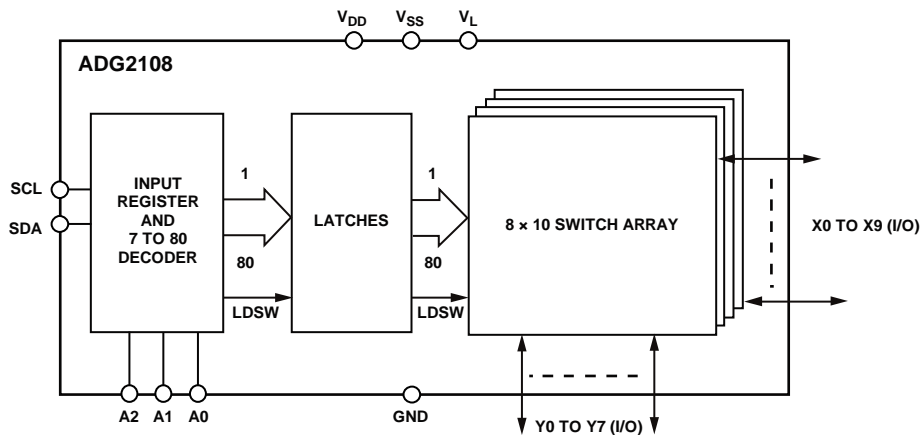 V_DD V_SS V_L
ADG2108
SCL
SDA
INPUT
REGISTER
AND
7 TO 80
DECODER
1
80
LDSW
LATCHES
1
80
LDSW
8 × 10 SWITCH ARRAY
X0 TO X9 (I/O)
A2 A1 A0
GND
Y0 TO Y7 (I/O)